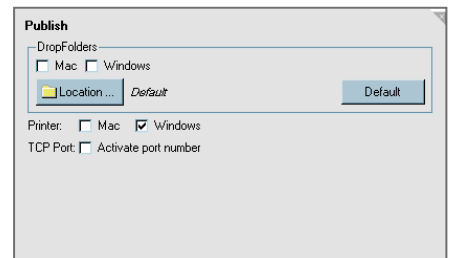 Publish
DropFolders
Mac Windows
Location ... Default Default
Printer: Mac Windows
TCP Port: Activate port number